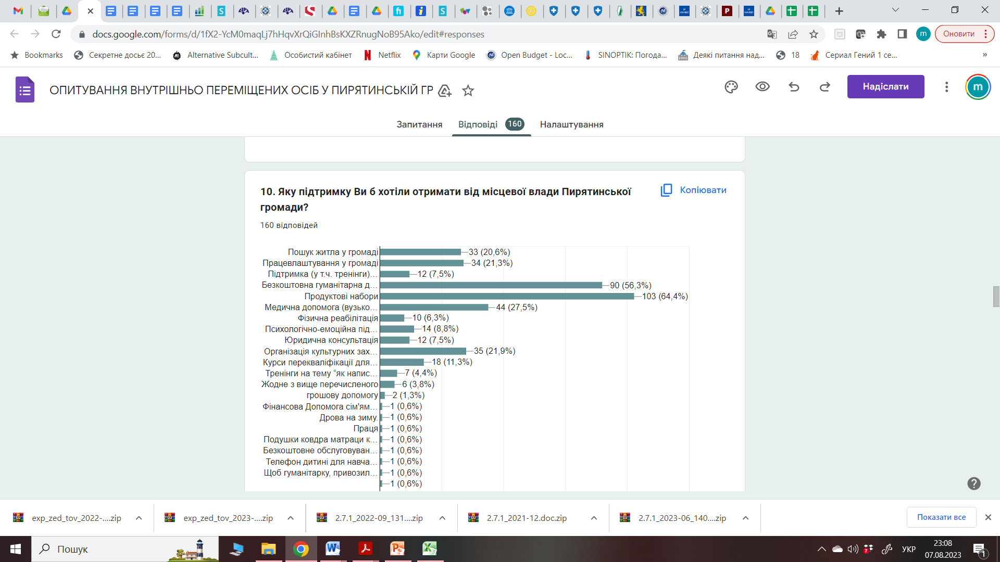 docs.google.com/forms/d/1fX2-YcM0maqLj7hHqvXrQiGInhBsKXZRnugNoB95Ako/edit#responses
m
Оновити
Bookmarks
Секретне досьє 20...
Alternative Subcult...
Особистий кабінет
Netflix
Карти Google
Open Budget - Loc...
SINOPTIK: Погода...
Деякі питання над...
18
Сериал Гений 1 се...
»
ОПИТУВАННЯ ВНУТРІШНЬО ПЕРЕМІЩЕНИХ ОСІБ У ПИРЯТИНСЬКІЙ ГР
Надіслати
m
Запитання
Відповіді 160
Налаштування
10. Яку підтримку Ви б хотіли отримати від місцевої влади Пирятинської
громади?
Копіювати
160 відповідей
Пошук житла у громаді 33 (20,6%)
Працевлаштування у громаді 34 (21,3%)
Підтримка (у т.ч. тренінги)... 12 (7,5%)
Безкоштовна гуманітарна д... 90 (56,3%)
Продуктові набори 103 (64,4%)
Медична допомога (вузько... 44 (27,5%)
Фізична реабілітація 10 (6,3%)
Психологічно-емоційна під... 14 (8,8%)
Юридична консультація 12 (7,5%)
Організація культурних зах... 35 (21,9%)
Курси перекваліфікації для... 18 (11,3%)
Тренінги на тему “як напис... 7 (4,4%)
Жодне з вище перечисленого 6 (3,8%)
грошову допомогу 2 (1,3%)
Фінансова Допомога сім'ям... 1 (0,6%)
Дрова на зиму. 1 (0,6%)
Праця 1 (0,6%)
Подушки ковдра матраци к... 1 (0,6%)
Безкоштовне обслуговуван... 1 (0,6%)
Телефон дитині для навча... 1 (0,6%)
Щоб гуманітарку, привозил... 1 (0,6%)
1 (0,6%)
exp_zed_tov_2022-....zip
exp_zed_tov_2023-....zip
2.7.1_2022-09_131....zip
2.7.1_2021-12.doc.zip
2.7.1_2023-06_140....zip
Показати все
Пошук
УКР
23:08
07.08.2023
1